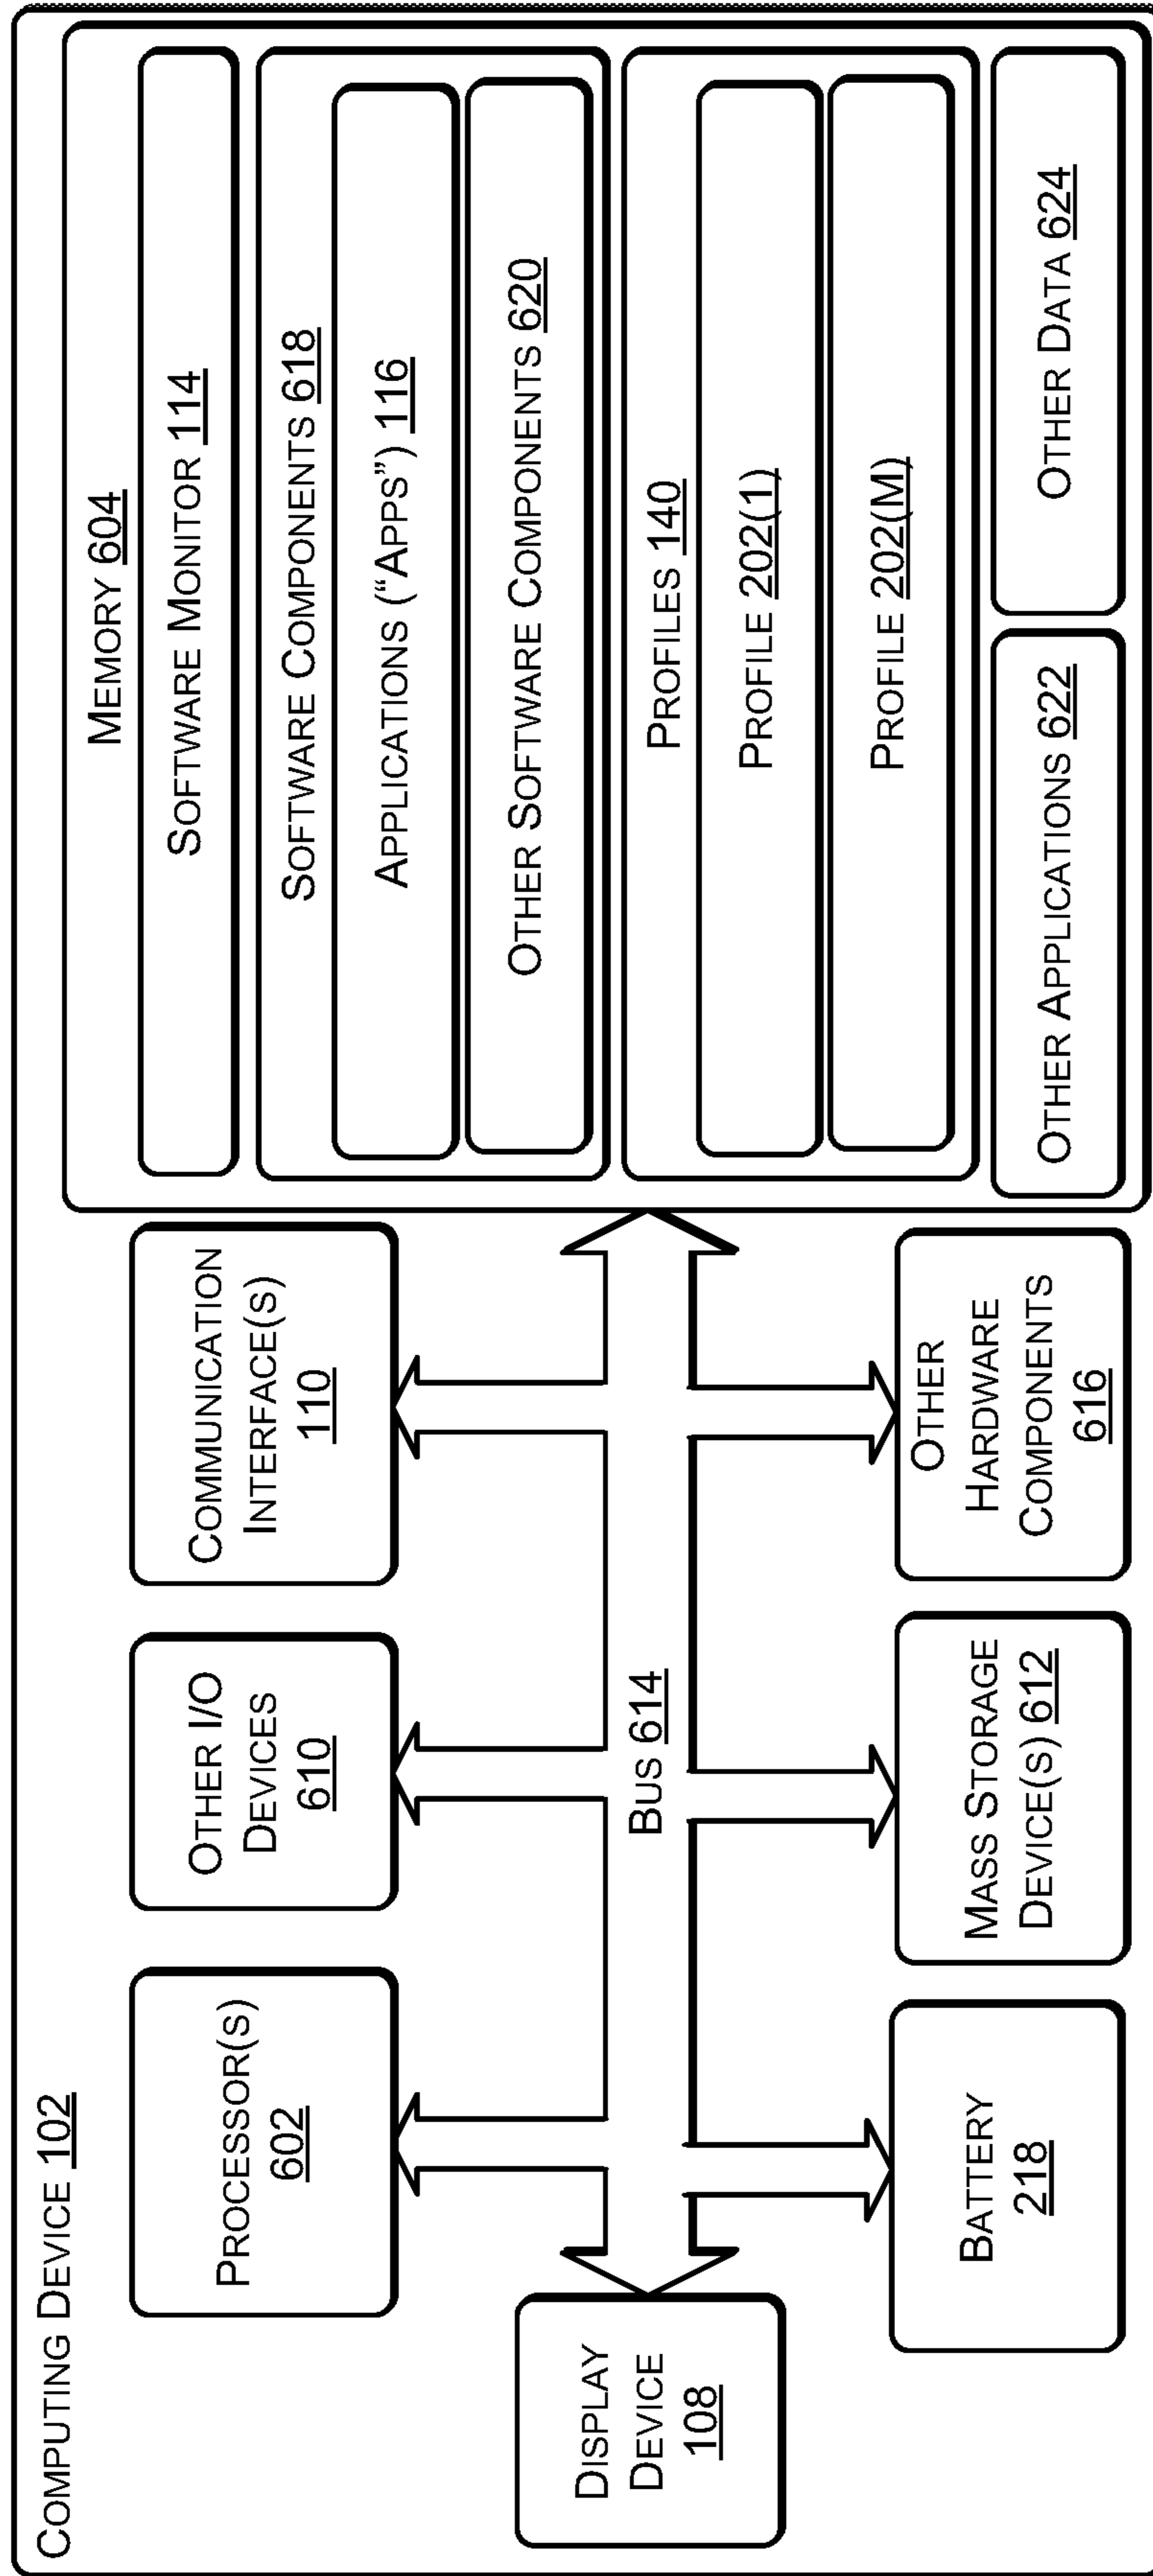 COMPUTING DEVICE 102
PROCESSOR(S)
602
OTHER I/O
DEVICES
610
COMMUNICATION
INTERFACE(S)
110
DISPLAY
DEVICE
108
BUS 614
BATTERY
218
MASS STORAGE
DEVICE(S) 612
OTHER
HARDWARE
COMPONENTS
616
MEMORY 604
SOFTWARE MONITOR 114
SOFTWARE COMPONENTS 618
APPLICATIONS (“APPS”) 116
OTHER SOFTWARE COMPONENTS 620
PROFILES 140
PROFILE 202(1)
PROFILE 202(M)
OTHER APPLICATIONS 622
OTHER DATA 624